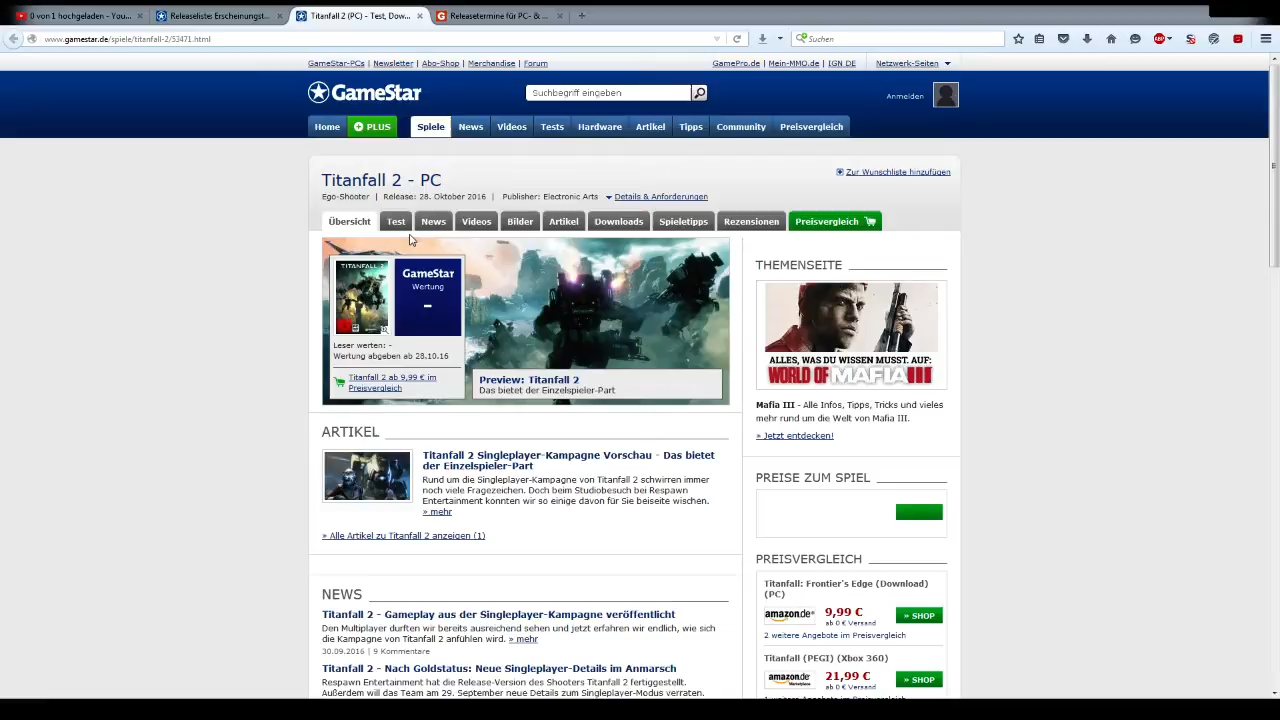 0 von 1 hochgeladen - You...
Releaseliste: Erscheinungst...
Titanfall 2 (PC) - Test, Dow...
Releasetermine für PC- & ...
www.gamestar.de/spiele/titanfall-2/53471.html
Suchen
GameStar-PCs
Newsletter
Abo-Shop
Merchandise
Forum
GamePro.de
Mein-MMO.de
IGN DE
Netzwerk-Seiten
GameStar
Suchbegriff eingeben
Anmelden
Home
PLUS
Spiele
News
Videos
Tests
Hardware
Artikel
Tipps
Community
Preisvergleich
Titanfall 2 - PC
Zur Wunschliste hinzufügen
Ego-Shooter | Release: 28. Oktober 2016 | Publisher: Electronic Arts Details & Anforderungen
Übersicht
Test
News
Videos
Bilder
Artikel
Downloads
Spieletipps
Rezensionen
Preisvergleich
TITANFALL 2
GameStar
Wertung
-
Leser werten: -
Wertung abgeben ab 28.10.16
Titanfall 2 ab 9,99 € im
Preisvergleich
Preview: Titanfall 2
Das bietet der Einzelspieler-Part
ARTIKEL
Titanfall 2 Singleplayer-Kampagne Vorschau - Das bietet
der Einzelspieler-Part
Rund um die Singleplayer-Kampagne von Titanfall 2 schwirren immer
noch viele Fragezeichen. Doch beim Studiobesuch bei Respawn
Entertainment konnten wir so einige davon für Sie beiseite wischen.
» mehr
» Alle Artikel zu Titanfall 2 anzeigen (1)
NEWS
Titanfall 2 - Gameplay aus der Singleplayer-Kampagne veröffentlicht
Den Multiplayer durften wir bereits ausreichend sehen und jetzt erfahren wir endlich, wie sich
die Kampagne von Titanfall 2 anfühlen wird. » mehr
30.09.2016 | 9 Kommentare
Titanfall 2 - Nach Goldstatus: Neue Singleplayer-Details im Anmarsch
Respawn Entertainment hat die Release-Version des Shooters Titanfall 2 fertiggestellt.
Außerdem will das Team am 29. September neue Details zum Singleplayer-Modus verraten.
THEMENSEITE
ALLES, WAS DU WISSEN MUSST. AUF:
WORLD OF MAFIA III
Mafia III - Alle Infos, Tipps, Tricks und vieles
mehr rund um die Welt von Mafia III.
» Jetzt entdecken!
PREISE ZUM SPIEL
PREISVERGLEICH
Titanfall: Frontier's Edge (Download)
(PC)
amazon.de
9,99 €
ab 0 € Versand
» SHOP
2 weitere Angebote im Preisvergleich
Titanfall (PEGI) (Xbox 360)
amazon.de
21,99 €
ab 0 € Versand
» SHOP